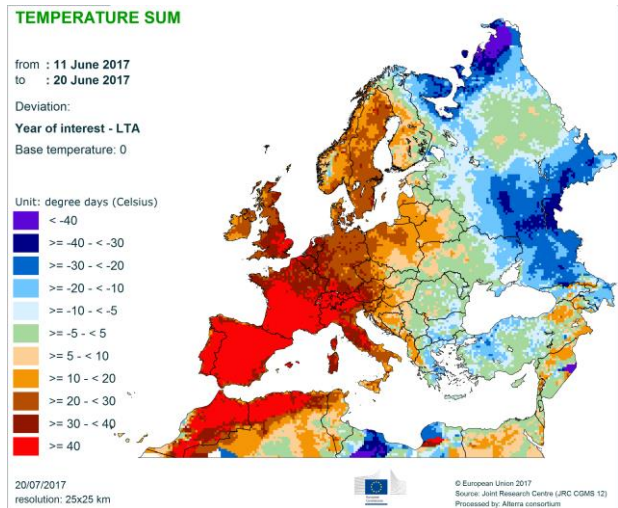 TEMPERATURE SUM
from : 11 June 2017
to : 20 June 2017
Deviation:
Year of interest - LTA
Base temperature: 0
Unit: degree days (Celsius)
< -40
>= -40 - < -30
>= -30 - < -20
>= -20 - < -10
>= -10 - < -5
>= -5 - < 5
>= 5 - < 10
>= 10 - < 20
>= 20 - < 30
>= 30 - < 40
>= 40
20/07/2017
resolution: 25x25 km
© European Union 2017
Source: Joint Research Centre (JRC CGMS 12)
Processed by: Alterra consortium